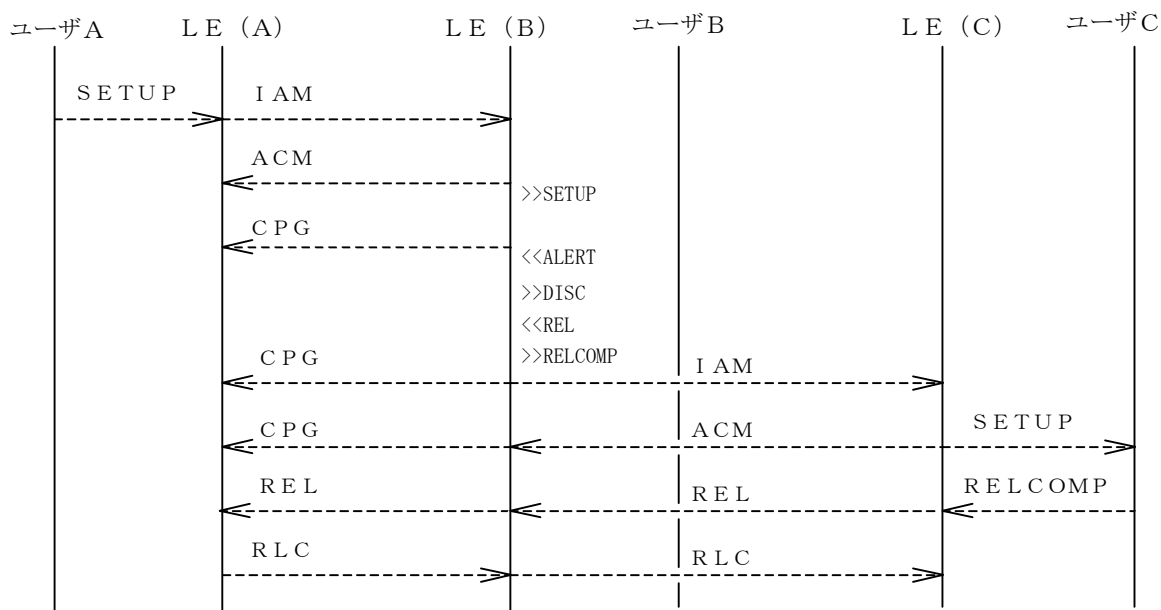 ユーザA LE（A） LE（B） ユーザB LE（C） ユーザC
SETUP IAM
ACM
>>SETUP
CPG
<<ALERT
>>DISC
<<REL
>>RELCOMP
CPG IAM
CPG ACM SETUP
REL REL RELCOMP
RLC RLC